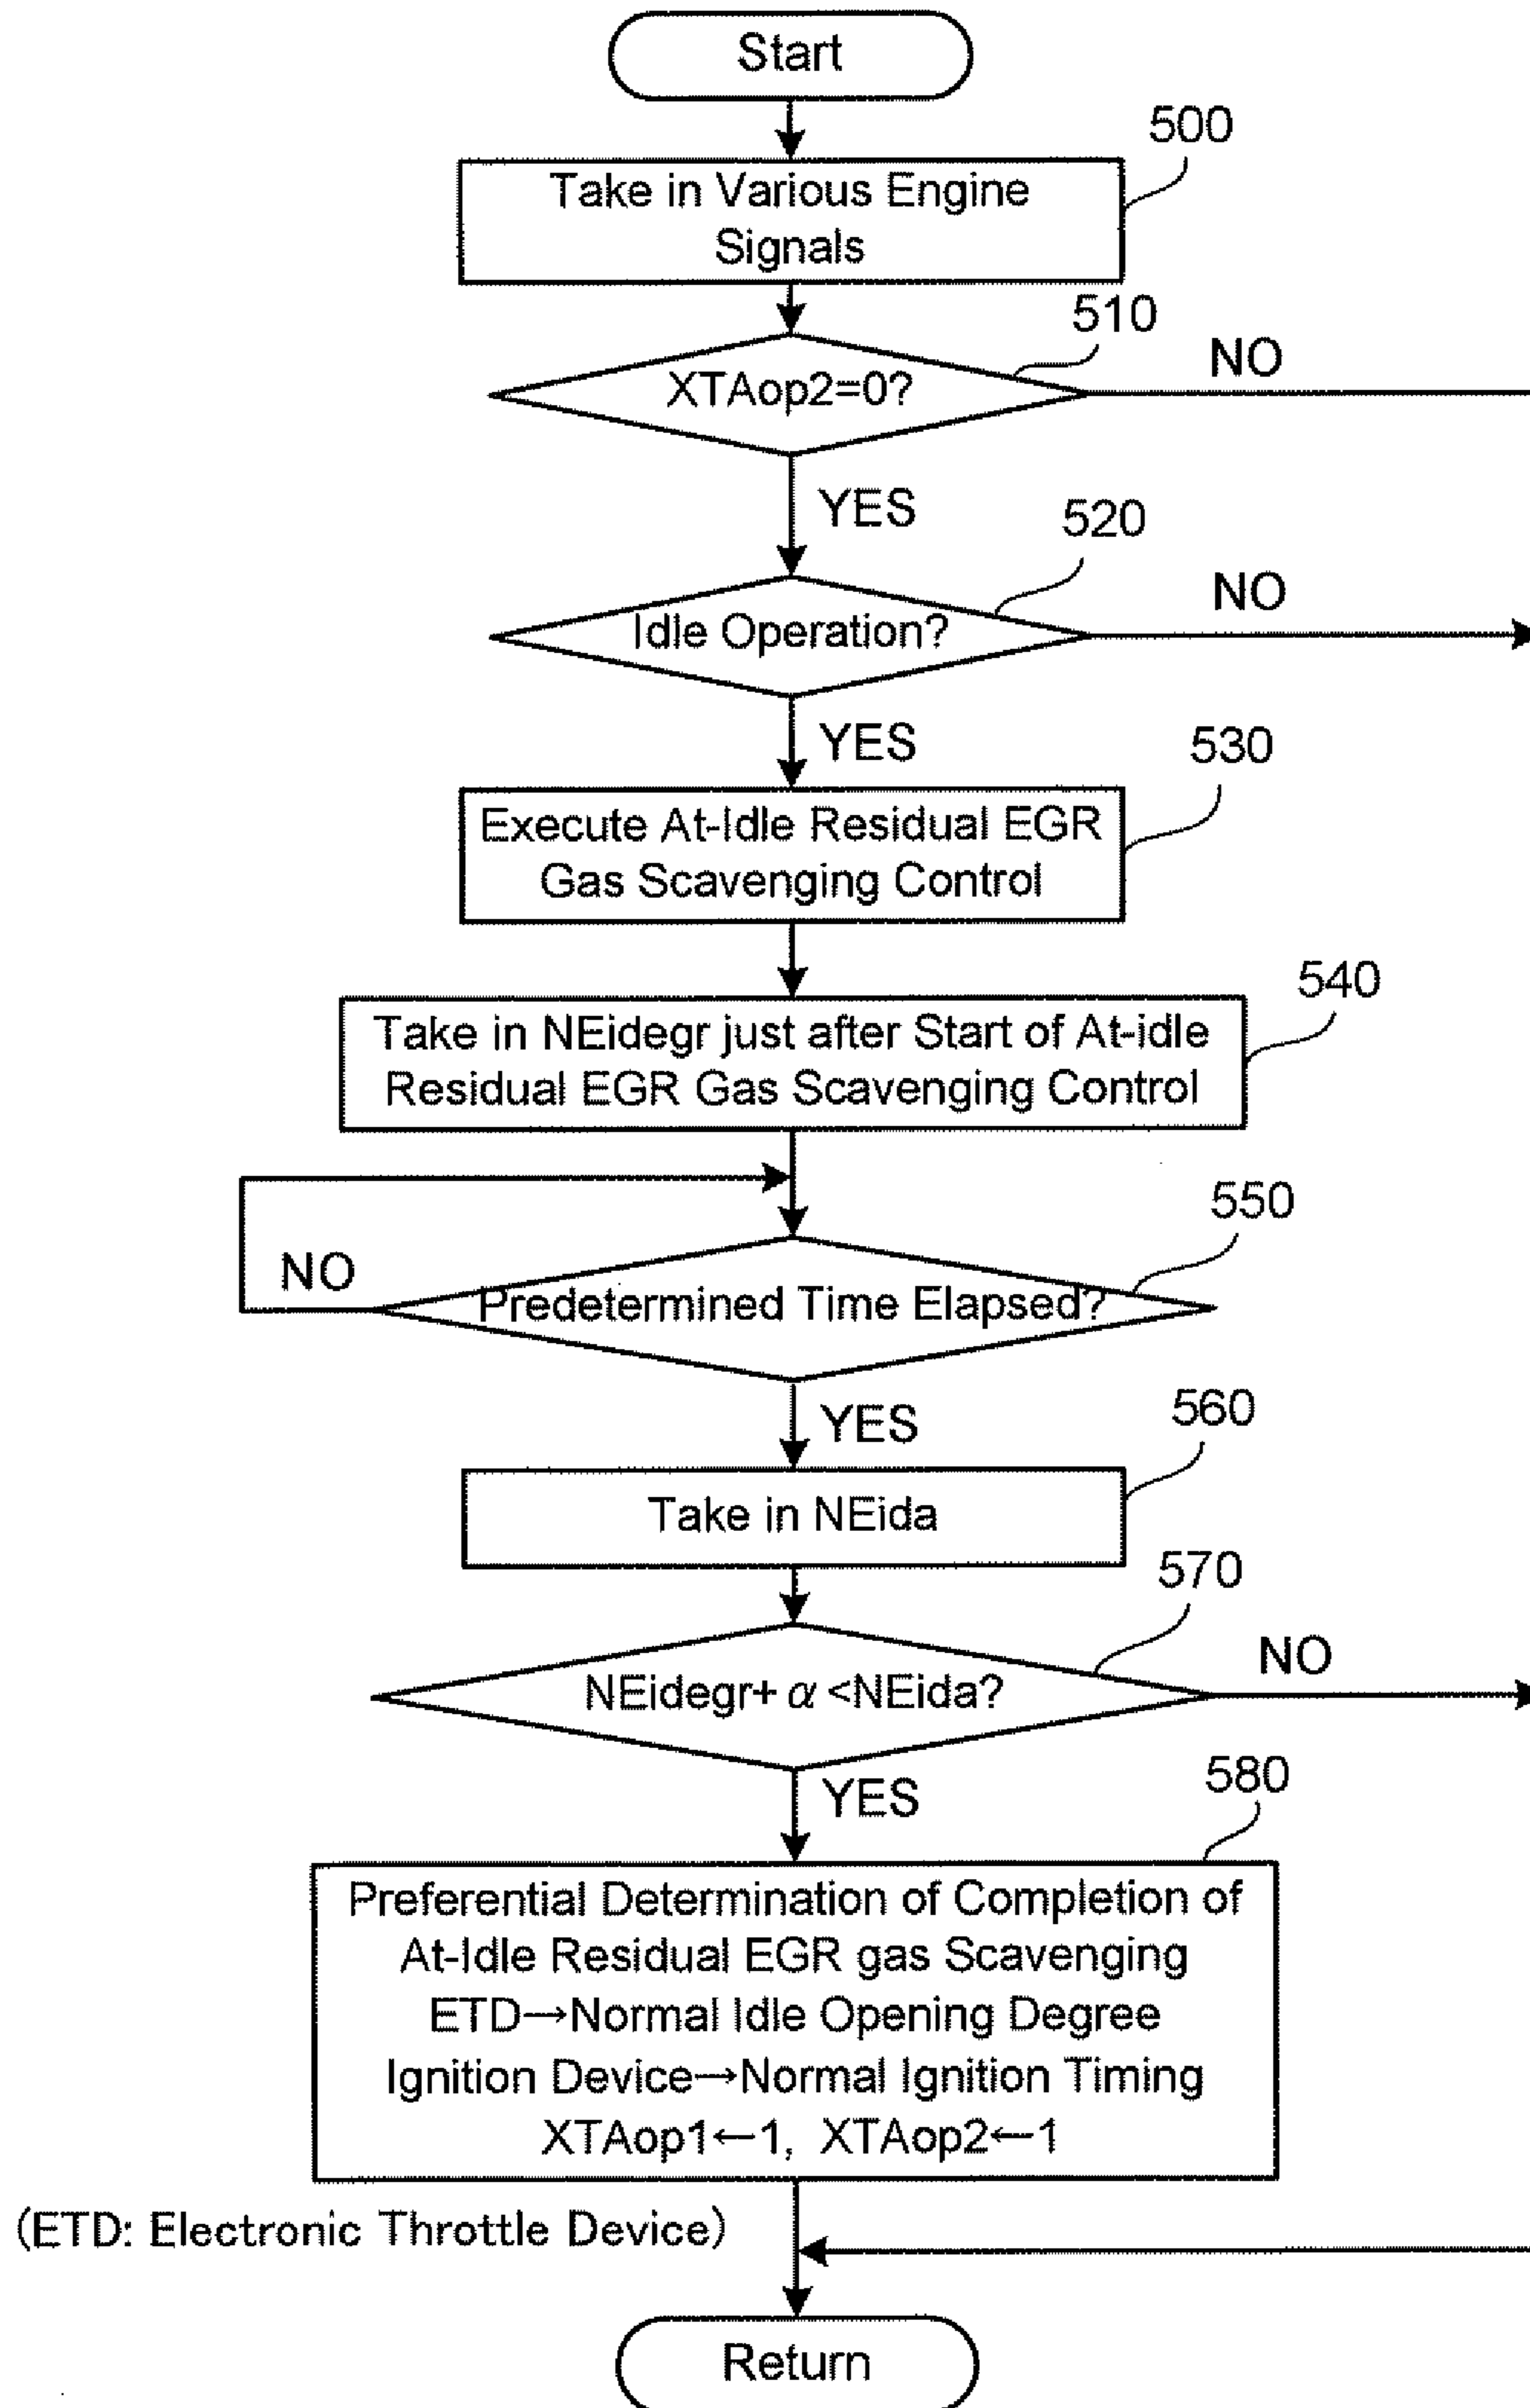 Start
500
Take in Various Engine
Signals
510
XTAop2=0?
NO
YES
520
Idle Operation?
NO
YES
530
Execute At-Idle Residual EGR
Gas Scavenging Control
540
Take in NEidegr just after Start of At-idle
Residual EGR Gas Scavenging Control
550
NO
Predetermined Time Elapsed?
YES
560
Take in NEida
570
NEidegr+ α <NEida?
NO
YES
580
Preferential Determination of Completion of
At-Idle Residual EGR gas Scavenging
ETD→Normal Idle Opening Degree
Ignition Device→Normal Ignition Timing
XTAop1←1, XTAop2←1
(ETD: Electronic Throttle Device)
Return